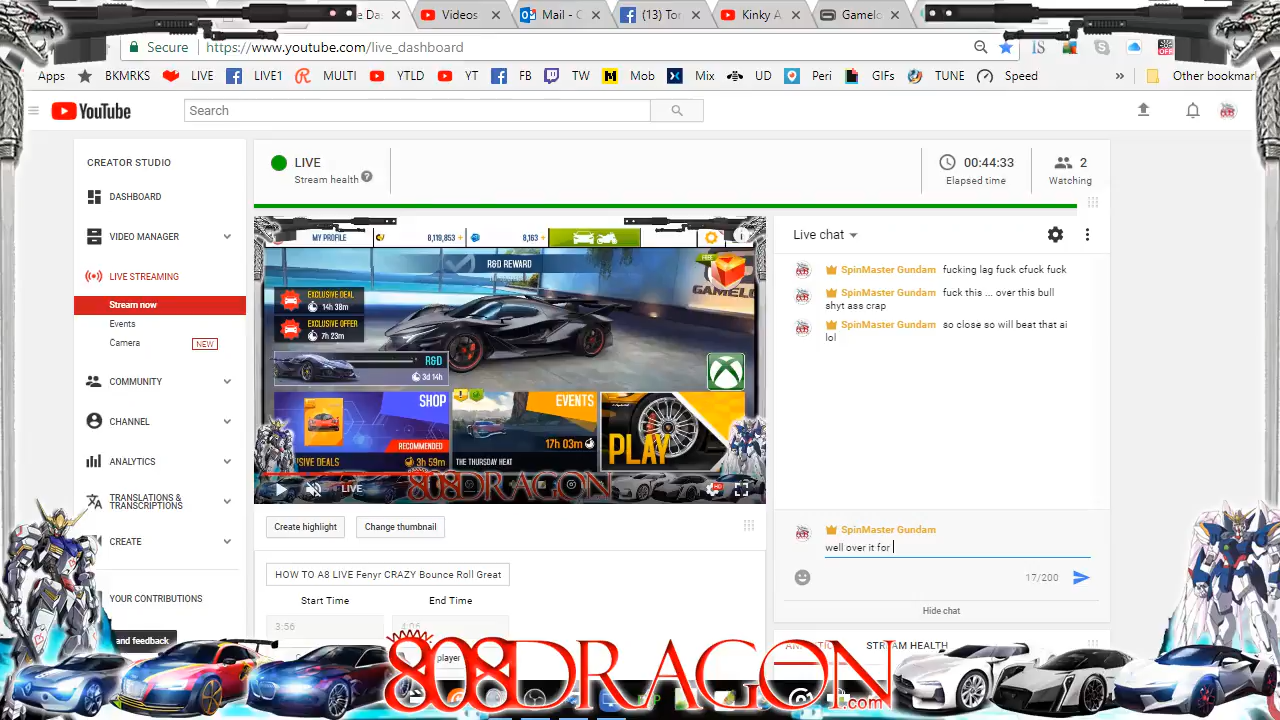 Videos
Mail - C
(13) Tor
Kinky A
Game
Secure
https://www.youtube.com/live_dashbo
Apps
BKMRKS
LIVE
LIVE1
MULTI
YTLD
YT
FB
TW
Mob
Mix
UD
Peri
GIFs
TUNE
Speed
»
Other bookmar
YouTube
Search
CREATOR STUDIO
DASHBOARD
VIDEO MANAGER
LIVE STREAMING
Stream now
Events
Camera
NEW
COMMUNITY
CHANNEL
ANALYTICS
TRANSLATIONS &
TRANSCRIPTIONS
CREATE
YOUR CONTRIBUTIONS
and feedback
LIVE
Stream health
00:44:33
Elapsed time
2
Watching
MY PROFILE
8,119,853 +
8,163 +
R&D REWARD
FREE
EXCLUSIVE DEAL
14h 38m
EXCLUSIVE OFFER
7h 23m
R&D
3d 14h
SHOP
RECOMMENDED
3h 59m
EVENTS
17h 03m
THE THURSDAY HEAT
PLAY
LIVE
808DRAGON
HD
Create highlight
Change thumbnail
HOW TO A8 LIVE Fenyr CRAZY Bounce Roll Great
Start Time
End Time
3:56
4:06
player
Live chat
SpinMaster Gundam fucking lag fuck cfuck fuck
SpinMaster Gundam fuck this ... over this bull
shyt ass crap
SpinMaster Gundam so close so will beat that ai
lol
SpinMaster Gundam
well over it for
17/200
Hide chat
STREAM HEALTH
808DRAGON
.com